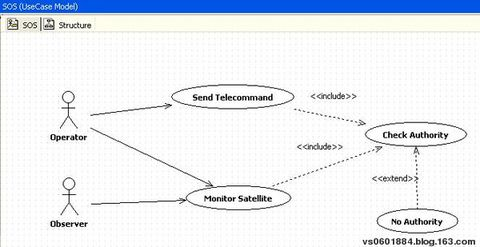 SOS (UseCase Model)
SOS Structure
Send Telecommand
<<include>>
Operator
Check Authority
<<include>>
<<extend>>
Monitor Satellite
Observer
No Authority
vs0601884.blog.163.com